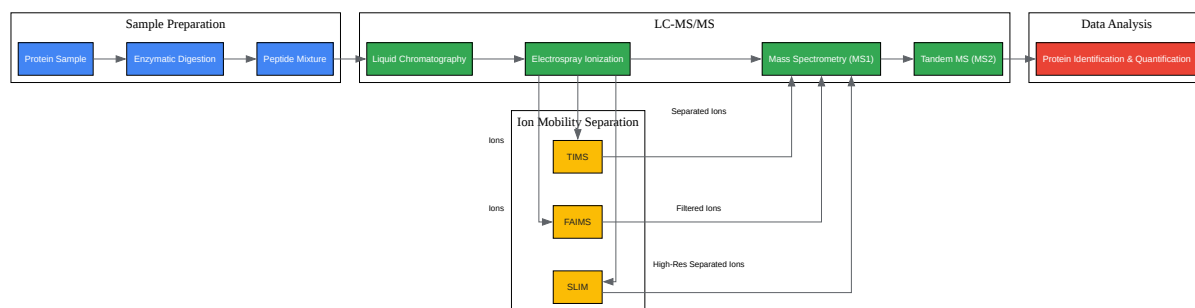 Sample Preparation
Protein Sample
Enzymatic Digestion
Peptide Mixture
LC-MS/MS
Liquid Chromatography
Electrospray Ionization
Mass Spectrometry (MS1)
Tandem MS (MS2)
Data Analysis
Protein Identification & Quantification
Ion Mobility Separation
Separated Ions
Ions
TIMS
Ions
FAIMS
Filtered Ions
High-Res Separated Ions
SLIM